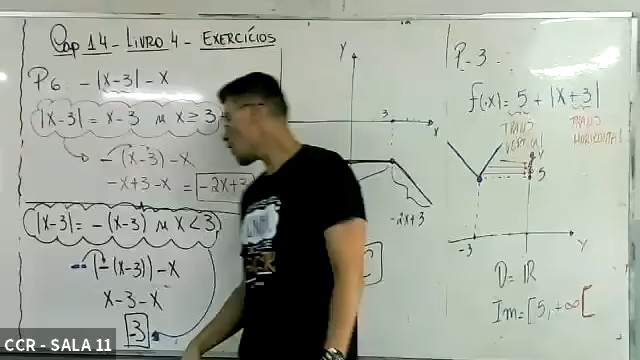 Cap 14 - LIVRO 4 - EXERCÍCIOS
P6: - |x-3| - x
|x-3| = x-3 se x ≥ 3
- (x-3) - x
-x+3-x = -2x+3
|x-3| = -(x-3) se x < 3
-(-(x-3)) - x
x-3-x
-3
y
3
x
-2x+3
C
P-3-
f(x) = 5 + |x+3|
TRANS VERTICAL
TRANS HORIZONTAL
5
-3
D = ℝ
Im = [5, +∞[
CCR - SALA 11